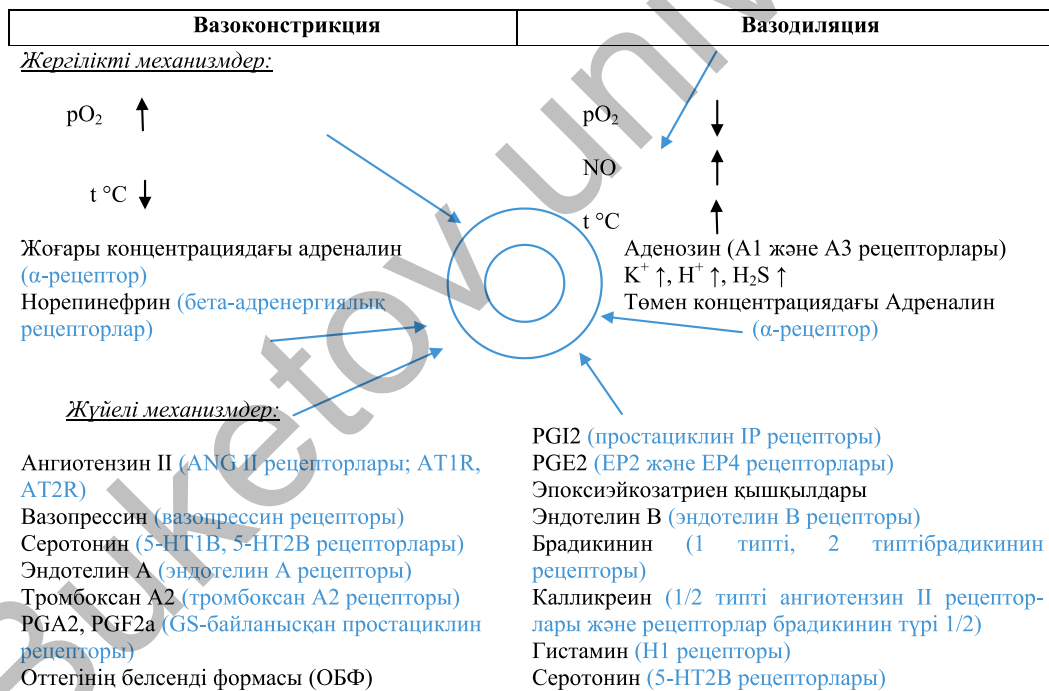 Вазоконстрикция
Вазодиляция
Жергілікті механизмдер:
pO₂ ↑
t °C ↓
Жоғары концентрациядағы адреналин
(α-рецептор)
Норепинефрин (бета-адренергиялык
рецепторлар)
Жүйелі механизмдер:
Ангиотензин II (ANG II рецепторлары; AT1R,
AT2R)
Вазопрессин (вазопрессин рецепторы)
Серотонин (5-HT1B, 5-HT2B рецепторлары)
Эндотелин А (эндотелин А рецепторы)
Тромбоксан А2 (тромбоксан А2 рецепторы)
PGA2, PGF2a (GS-байланысқан простациклин
рецепторы)
Оттегінің белсенді формасы (ОБФ)
pO₂ ↓
NO ↑
t °C ↑
Аденозин (А1 және А3 рецепторлары)
K⁺ ↑, H⁺ ↑, H₂S ↑
Төмен концентрациядағы Адреналин
(α-рецептор)
PGI2 (простациклин IP рецепторы)
PGE2 (EP2 және EP4 рецепторлары)
Эпоксиэйкозатриен қышқылдары
Эндотелин В (эндотелин В рецепторы)
Брадикинин (1 типті, 2 типтібрадикинин
рецепторы)
Калликреин (1/2 типті ангиотензин II рецептор-
лары және рецепторлар брадикинин түрі 1/2)
Гистамин (H1 рецепторы)
Серотонин (5-HT2B рецепторлары)
Buketov uni